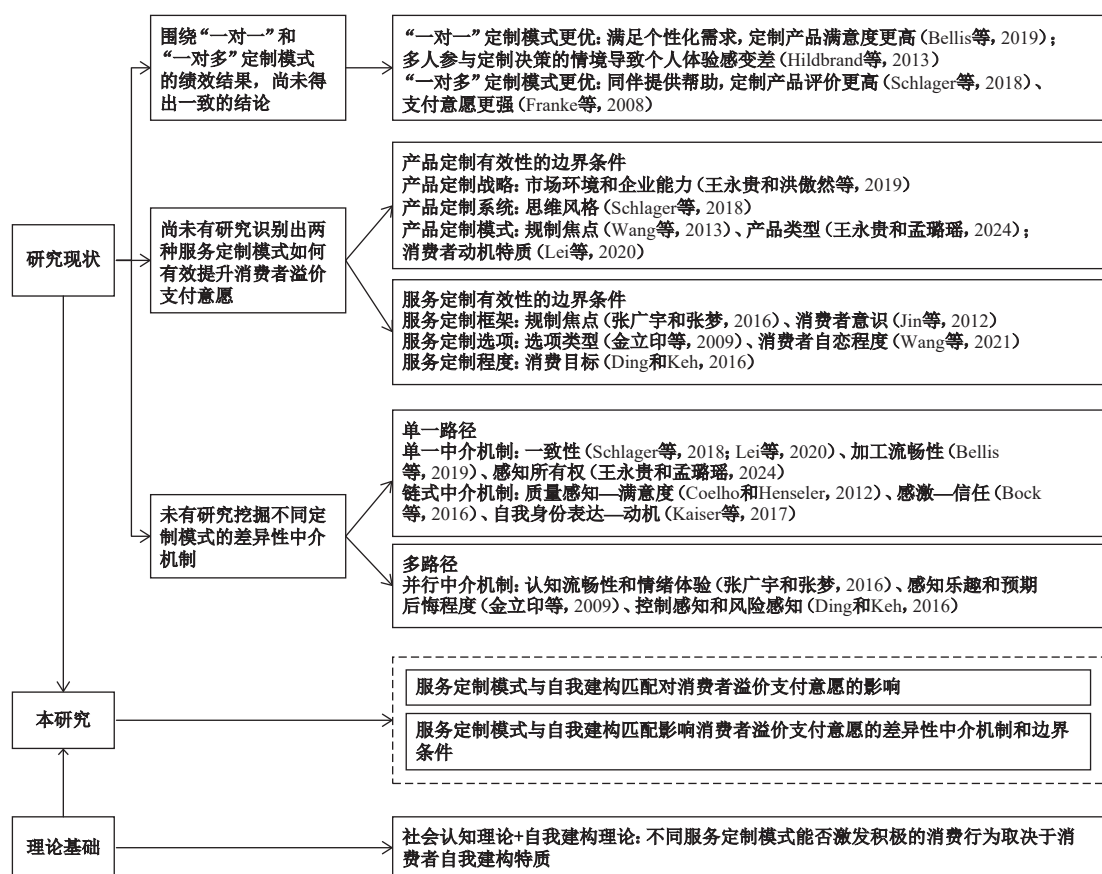 围绕“一对一”和
“一对多”定制模式
的绩效结果，尚未得
出一致的结论
“一对一”定制模式更优：满足个性化需求，定制产品满意度更高（Bellis等，2019）；
多人参与定制决策的情境导致个人体验感变差（Hildbrand等，2013）
“一对多”定制模式更优：同伴提供帮助，定制产品评价更高（Schlager等，2018）、
支付意愿更强（Franke等，2008）
研究现状
尚未有研究识别出两
种服务定制模式如何
有效提升消费者溢价
支付意愿
产品定制有效性的边界条件
产品定制战略：市场环境和企业能力（王永贵和洪傲然等，2019）
产品定制系统：思维风格（Schlager等，2018）
产品定制模式：规制焦点（Wang等，2013）、产品类型（王永贵和孟璐瑶，2024）；
消费者动机特质（Lei等，2020）
服务定制有效性的边界条件
服务定制框架：规制焦点（张广宇和张梦，2016）、消费者意识（Jin等，2012）
服务定制选项：选项类型（金立印等，2009）、消费者自恋程度（Wang等，2021）
服务定制程度：消费目标（Ding和Keh，2016）
未有研究挖掘不同定
制模式的差异性中介
机制
单一路径
单一中介机制：一致性（Schlager等，2018；Lei等，2020）、加工流畅性（Bellis
等，2019）、感知所有权（王永贵和孟璐瑶，2024）
链式中介机制：质量感知—满意度（Coelho和Henseler，2012）、感激—信任（Bock
等，2016）、自我身份表达—动机（Kaiser等，2017）
多路径
并行中介机制：认知流畅性和情绪体验（张广宇和张梦，2016）、感知乐趣和预期
后悔程度（金立印等，2009）、控制感知和风险感知（Ding和Keh，2016）
本研究
服务定制模式与自我建构匹配对消费者溢价支付意愿的影响
服务定制模式与自我建构匹配影响消费者溢价支付意愿的差异性中介机制和边界
条件
理论基础
社会认知理论+自我建构理论：不同服务定制模式能否激发积极的消费行为取决于消
费者自我建构特质